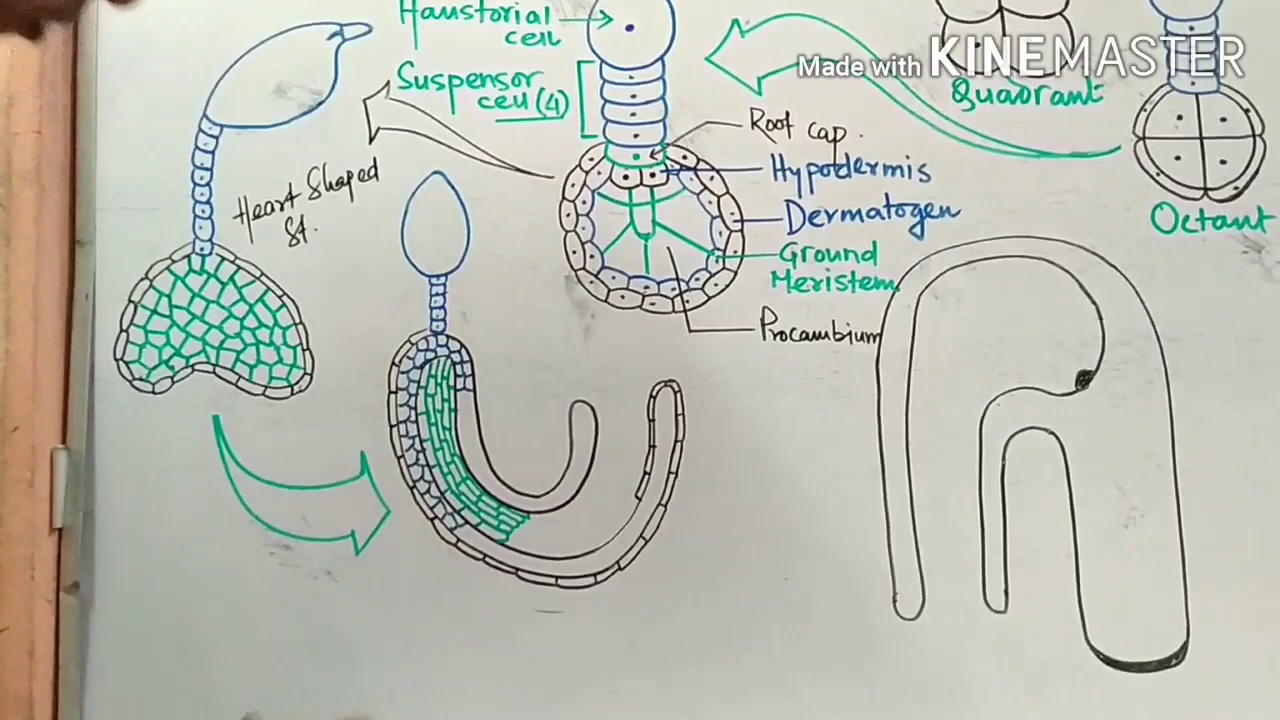 Haustorial
cell
Suspensor
cell (4)
Made with KINEMASTER
Quadrant
Root cap.
Hypodermis
Dermatogen
Octant
Ground
Meristem
Procambium
Heart Shaped
St.